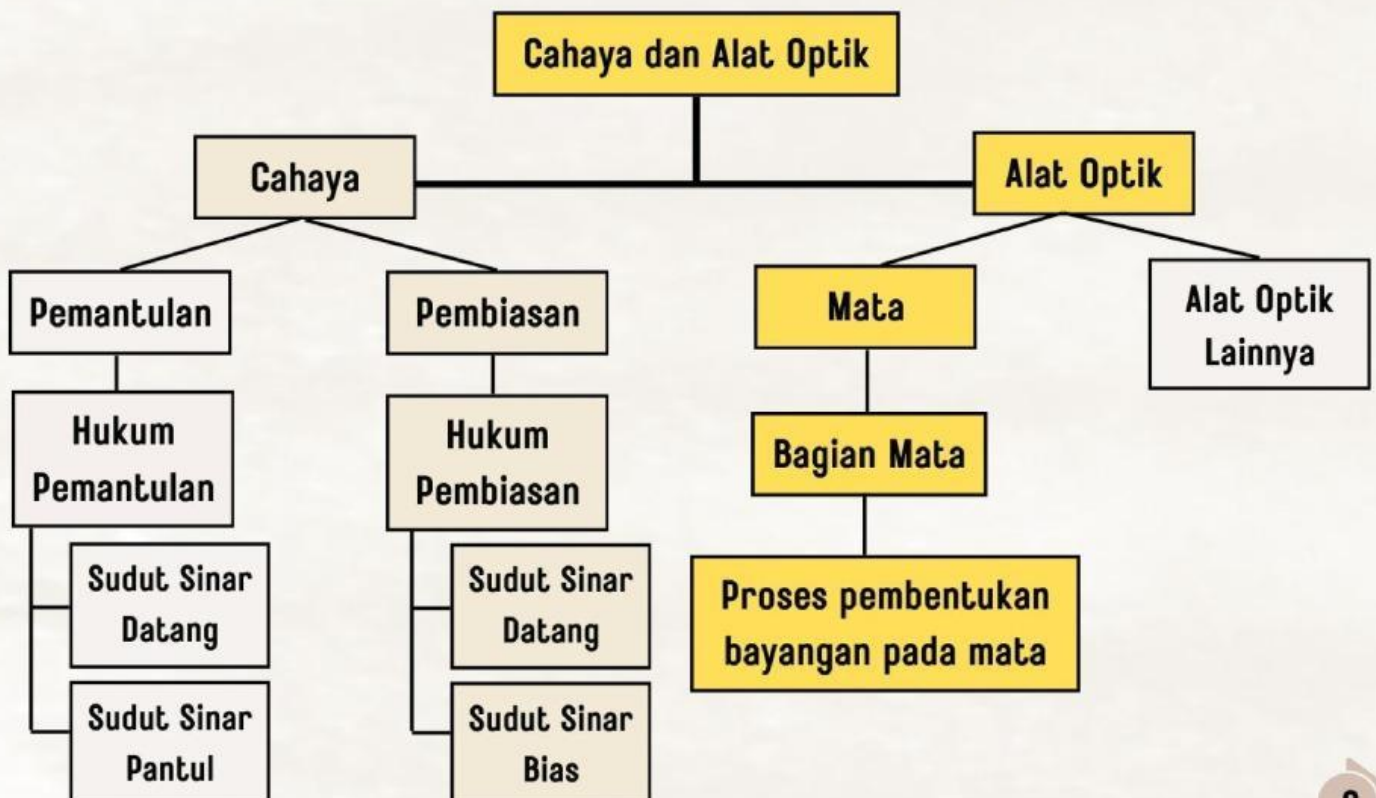 Cahaya dan Alat Optik
Cahaya
Alat Optik
Pemantulan
Pembiasan
Mata
Alat Optik
Lainnya
Hukum
Pemantulan
Hukum
Pembiasan
Bagian Mata
Sudut Sinar
Datang
Sudut Sinar
Datang
Proses pembentukan
bayangan pada mata
Sudut Sinar
Pantul
Sudut Sinar
Bias